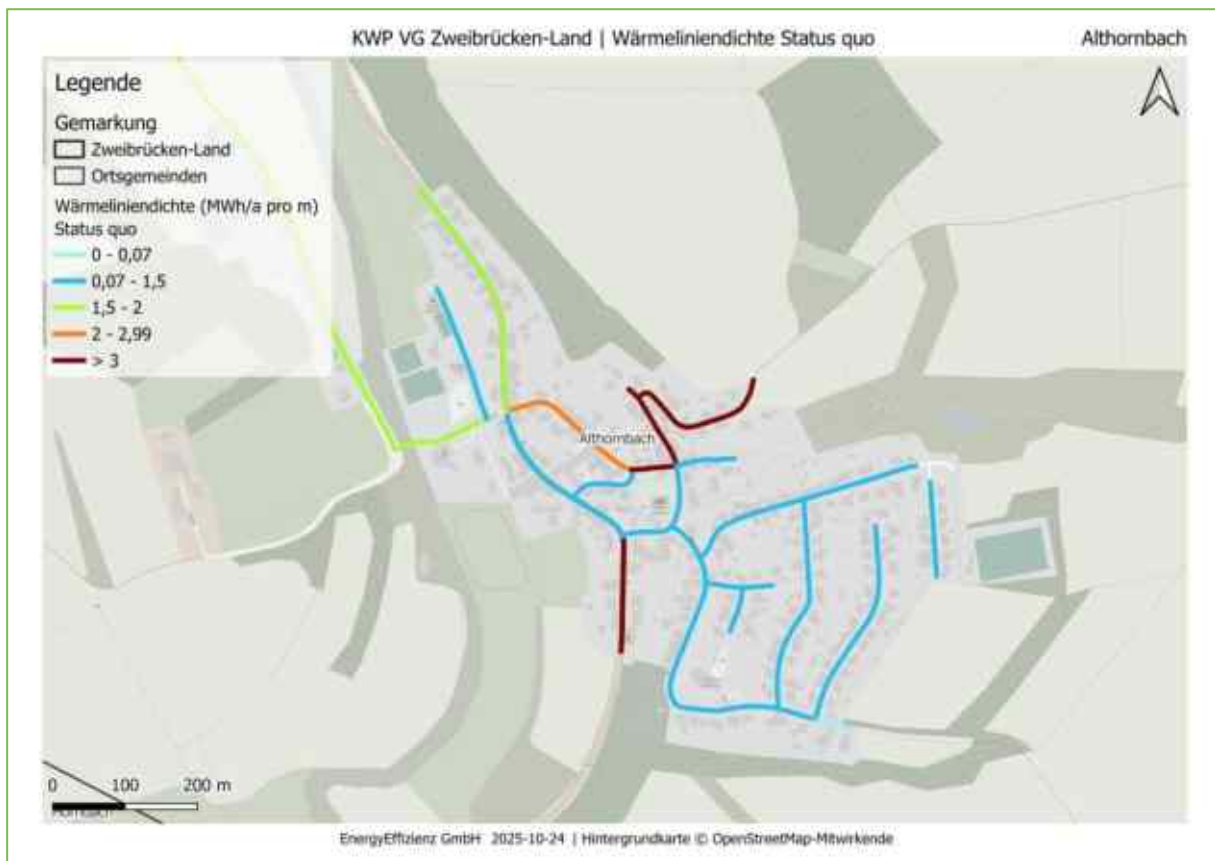 KWP VG Zweibrücken-Land | Wärmeliniendichte Status quo
Althornbach
Legende
Gemarkung
Zweibrücken-Land
Ortsgemeinden
Wärmeliniendichte (MWh/a pro m)
Status quo
0 - 0,07
0,07 - 1,5
1,5 - 2
2 - 2,99
> 3
Althornbach
0 100 200 m
Hornbach
EnergyEffizienz GmbH 2025-10-24 | Hintergrundkarte © OpenStreetMap-Mitwirkende